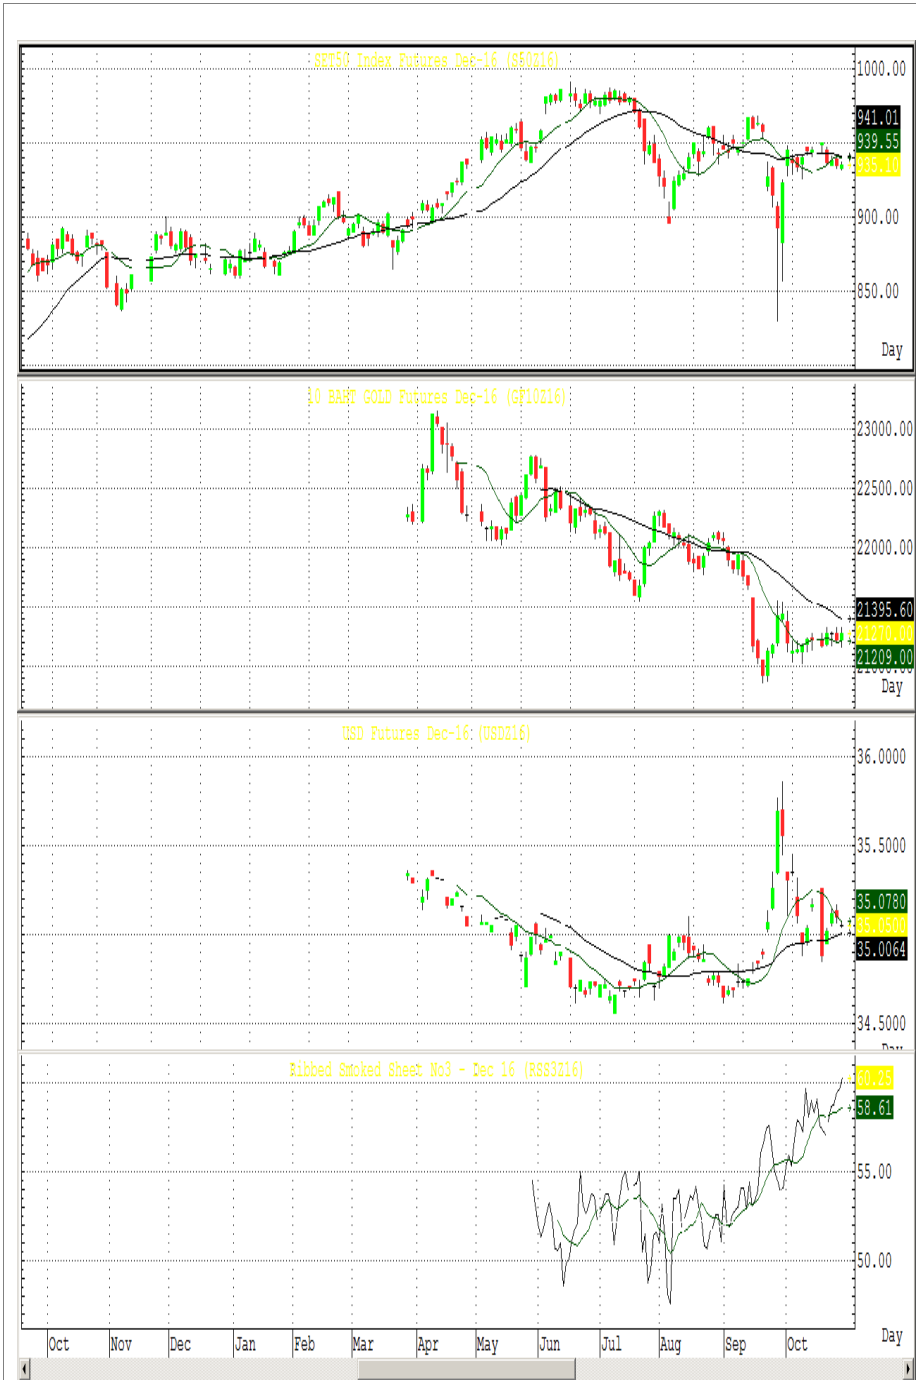 SET50 Index Futures Dec-16 (S50Z16)
1000.00
941.01
939.55
935.10
900.00
850.00
Day
10 BAHT GOLD Futures Dec-16 (GF10Z16)
23000.00
22500.00
22000.00
21395.60
21270.00
21209.00
Day
USD Futures Dec-16 (USDZ16)
36.0000
35.5000
35.0780
35.0500
35.0064
34.5000
Day
Ribbed Smoked Sheet No3 - Dec 16 (RSS3Z16)
60.25
58.61
55.00
50.00
Day
Oct Nov Dec Jan Feb Mar Apr May Jun Jul Aug Sep Oct